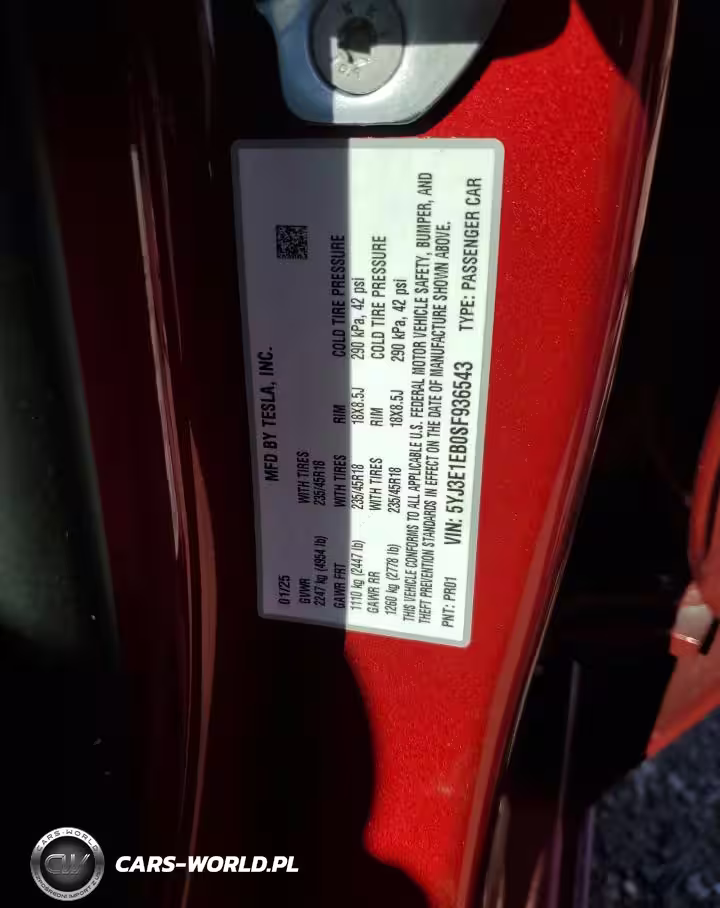 MFD BY TESLA, INC.
01/25
GVWR WITH TIRES
2247 kg (4954 lb) 235/45R18
GAWR FRT WITH TIRES RIM COLD TIRE PRESSURE
1110 kg (2447 lb) 235/45R18 18X8.5J 290 kPa, 42 psi
GAWR RR WITH TIRES RIM COLD TIRE PRESSURE
1260 kg (2778 lb) 235/45R18 18X8.5J 290 kPa, 42 psi
THIS VEHICLE CONFORMS TO ALL APPLICABLE U.S. FEDERAL MOTOR VEHICLE SAFETY, BUMPER, AND
THEFT PREVENTION STANDARDS IN EFFECT ON THE DATE OF MANUFACTURE SHOWN ABOVE.
PNT: PR01 VIN: 5YJ3E1EB0SF936543 TYPE: PASSENGER CAR
CARS-WORLD
CW
CARS-WORLD.PL